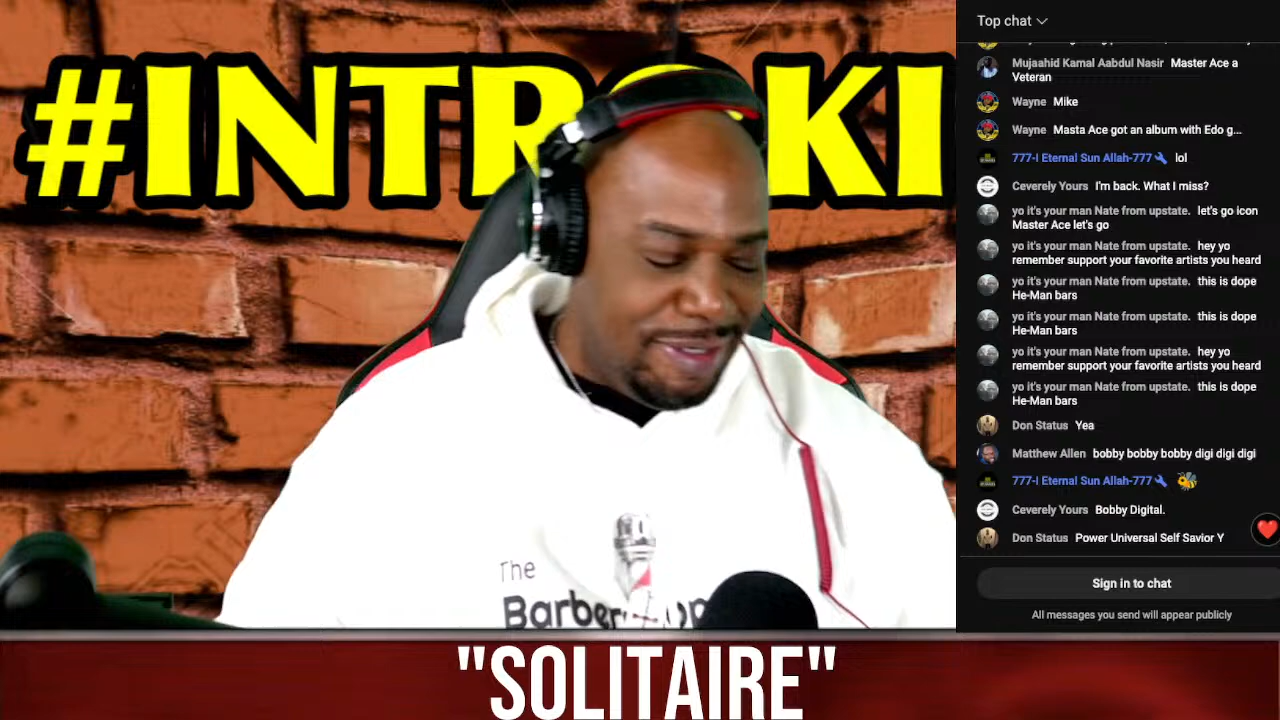 #INTRO KI
The
Barber
"SOLITAIRE"
Top chat
Mujaahid Kamal Aabdul Nasir Master Ace a
Veteran
Wayne Mike
Wayne Masta Ace got an album with Edo g...
777-I Eternal Sun Allah-777 lol
Ceverely Yours I'm back. What I miss?
yo it's your man Nate from upstate. let's go icon
Master Ace let's go
yo it's your man Nate from upstate. hey yo
remember support your favorite artists you heard
yo it's your man Nate from upstate. this is dope
He-Man bars
yo it's your man Nate from upstate. this is dope
He-Man bars
yo it's your man Nate from upstate. hey yo
remember support your favorite artists you heard
yo it's your man Nate from upstate. this is dope
He-Man bars
Don Status Yea
Matthew Allen bobby bobby bobby digi digi digi
777-I Eternal Sun Allah-777 🐝
Ceverely Yours Bobby Digital.
Don Status Power Universal Self Savior Y
Sign in to chat
All messages you send will appear publicly